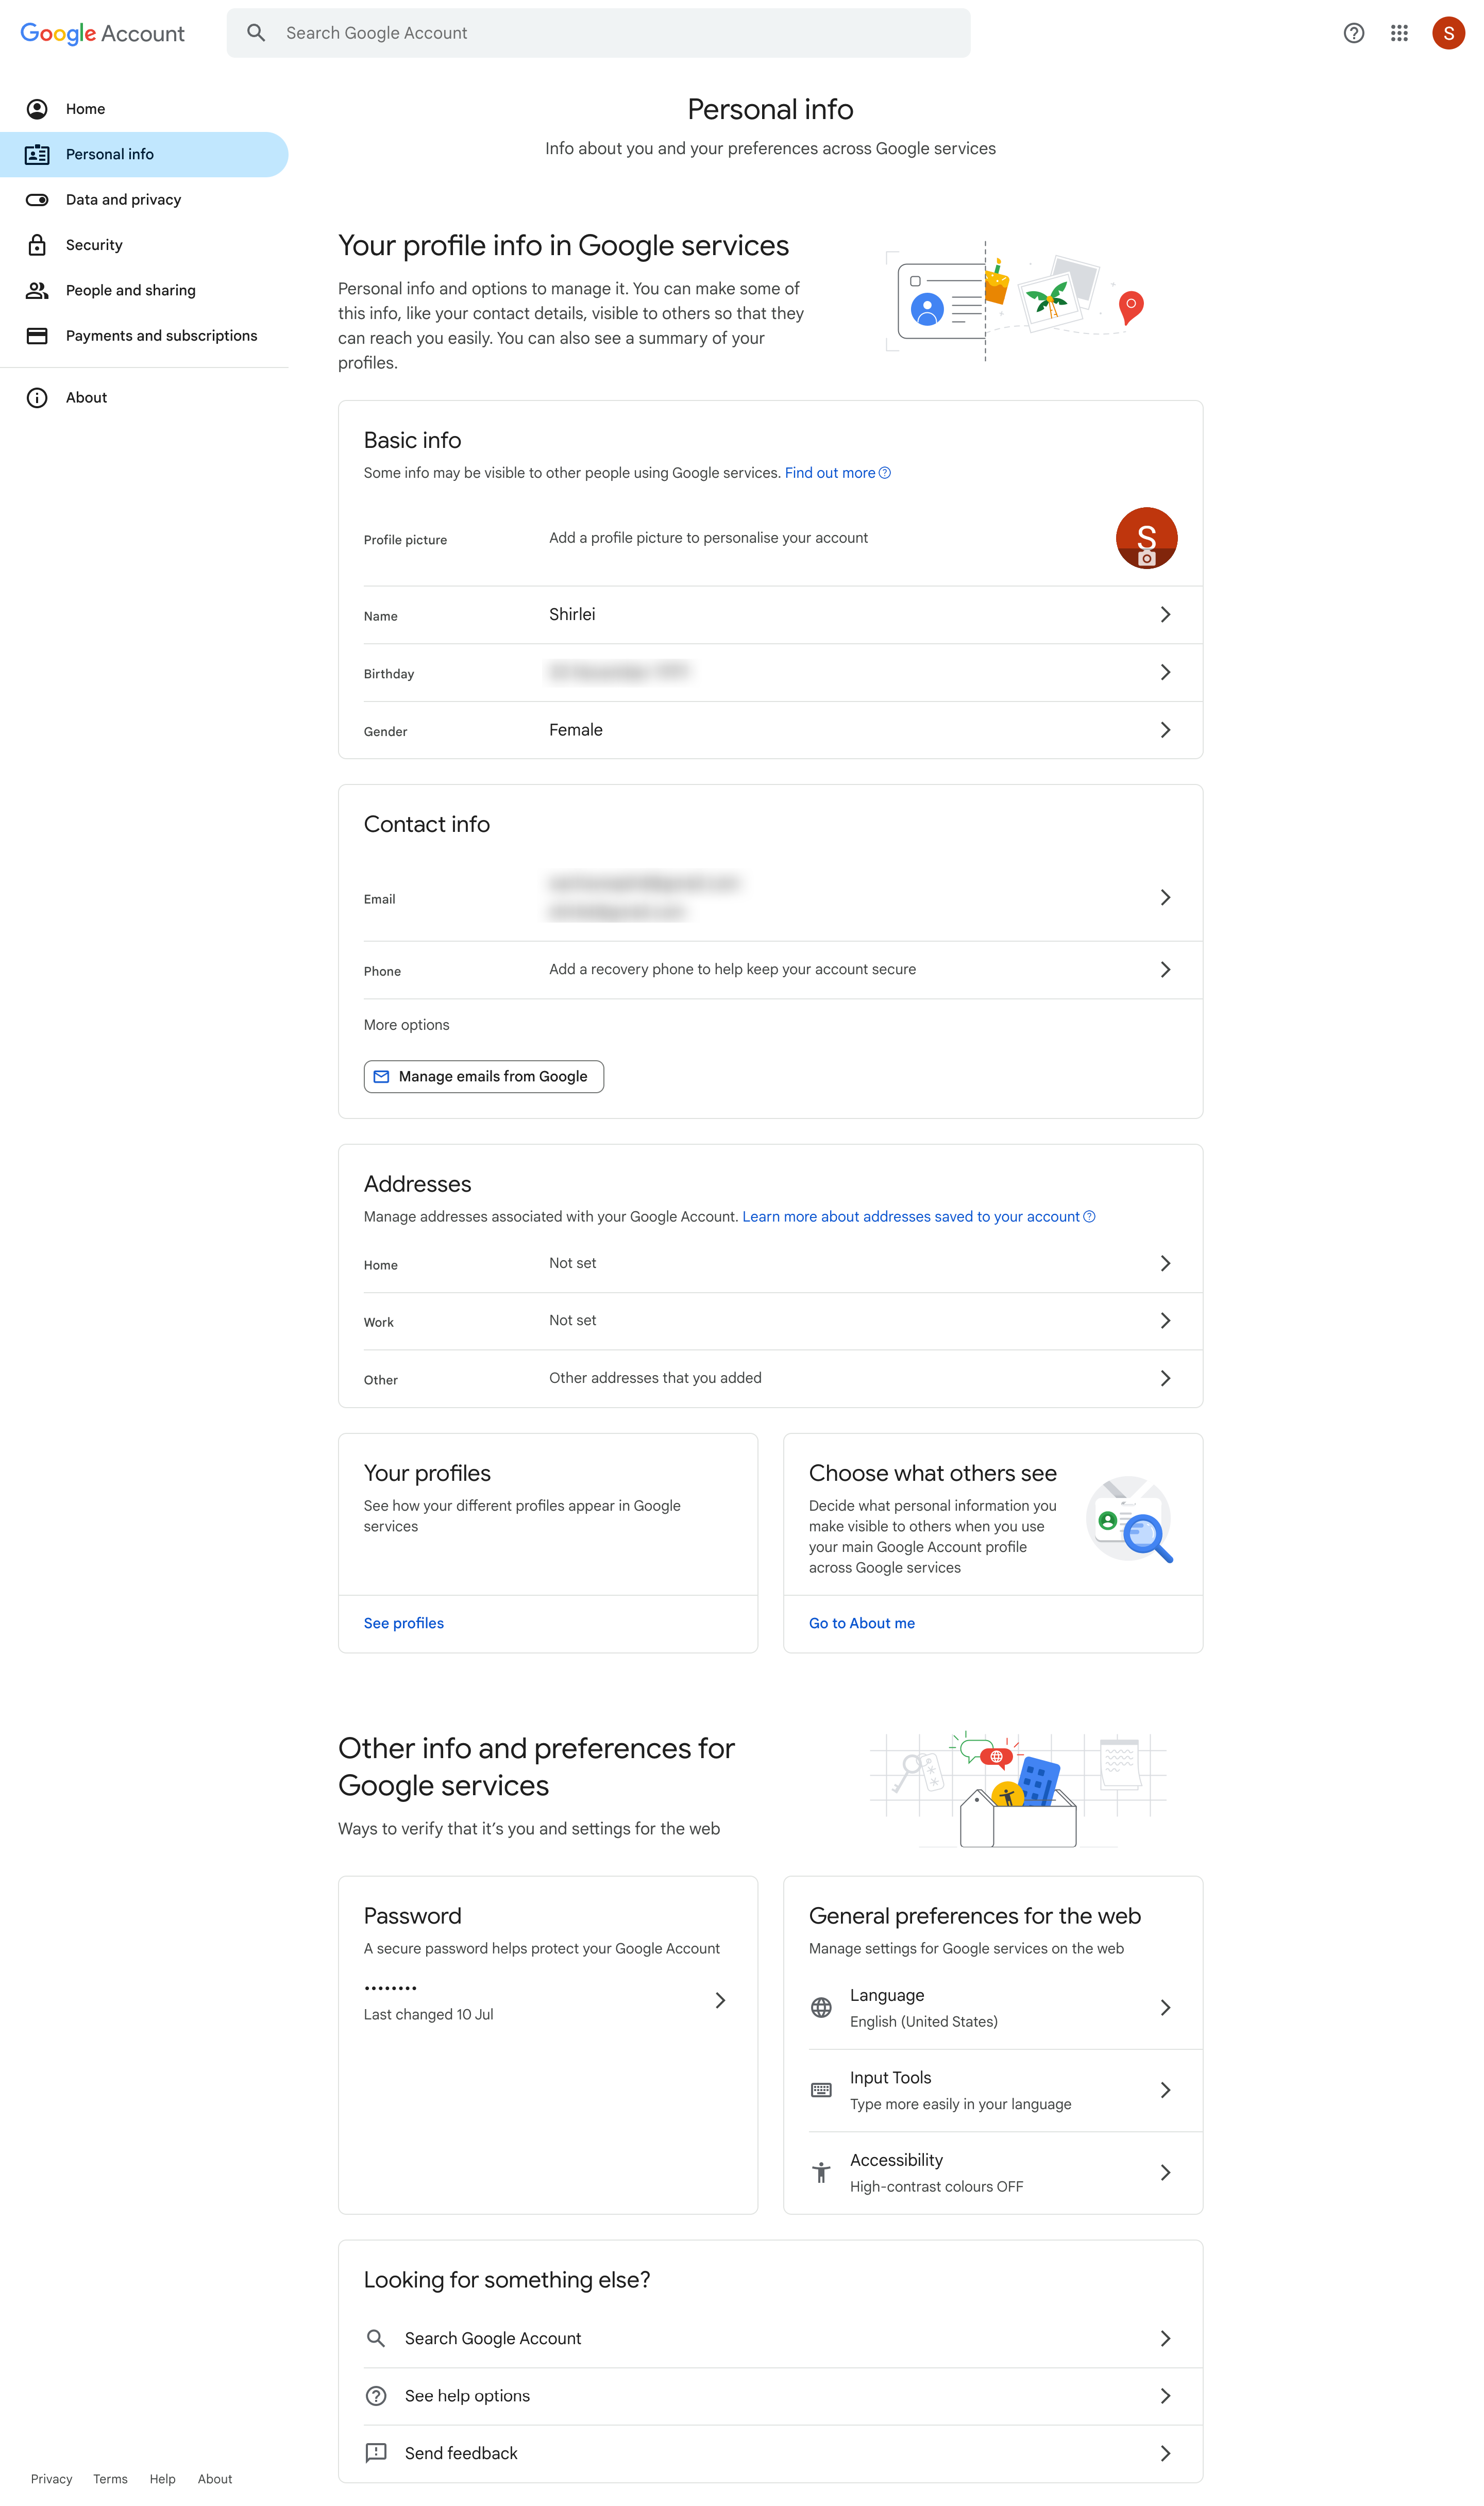 Google Account
Search Google Account
S
Home
Personal info
Data and privacy
Security
People and sharing
Payments and subscriptions
About
Personal info
Info about you and your preferences across Google services
Your profile info in Google services
Personal info and options to manage it. You can make some of
this info, like your contact details, visible to others so that they
can reach you easily. You can also see a summary of your
profiles.
Basic info
Some info may be visible to other people using Google services. Find out more
Profile picture
Add a profile picture to personalise your account
S
Name
Shirlei
Birthday
Gender
Female
Contact info
Email
Phone
Add a recovery phone to help keep your account secure
More options
Manage emails from Google
Addresses
Manage addresses associated with your Google Account. Learn more about addresses saved to your account
Home
Not set
Work
Not set
Other
Other addresses that you added
Your profiles
See how your different profiles appear in Google
services
See profiles
Choose what others see
Decide what personal information you
make visible to others when you use
your main Google Account profile
across Google services
Go to About me
Other info and preferences for
Google services
Ways to verify that it’s you and settings for the web
Password
A secure password helps protect your Google Account
••••••••
Last changed 10 Jul
General preferences for the web
Manage settings for Google services on the web
Language
English (United States)
Input Tools
Type more easily in your language
Accessibility
High-contrast colours OFF
Looking for something else?
Search Google Account
See help options
Send feedback
Privacy
Terms
Help
About